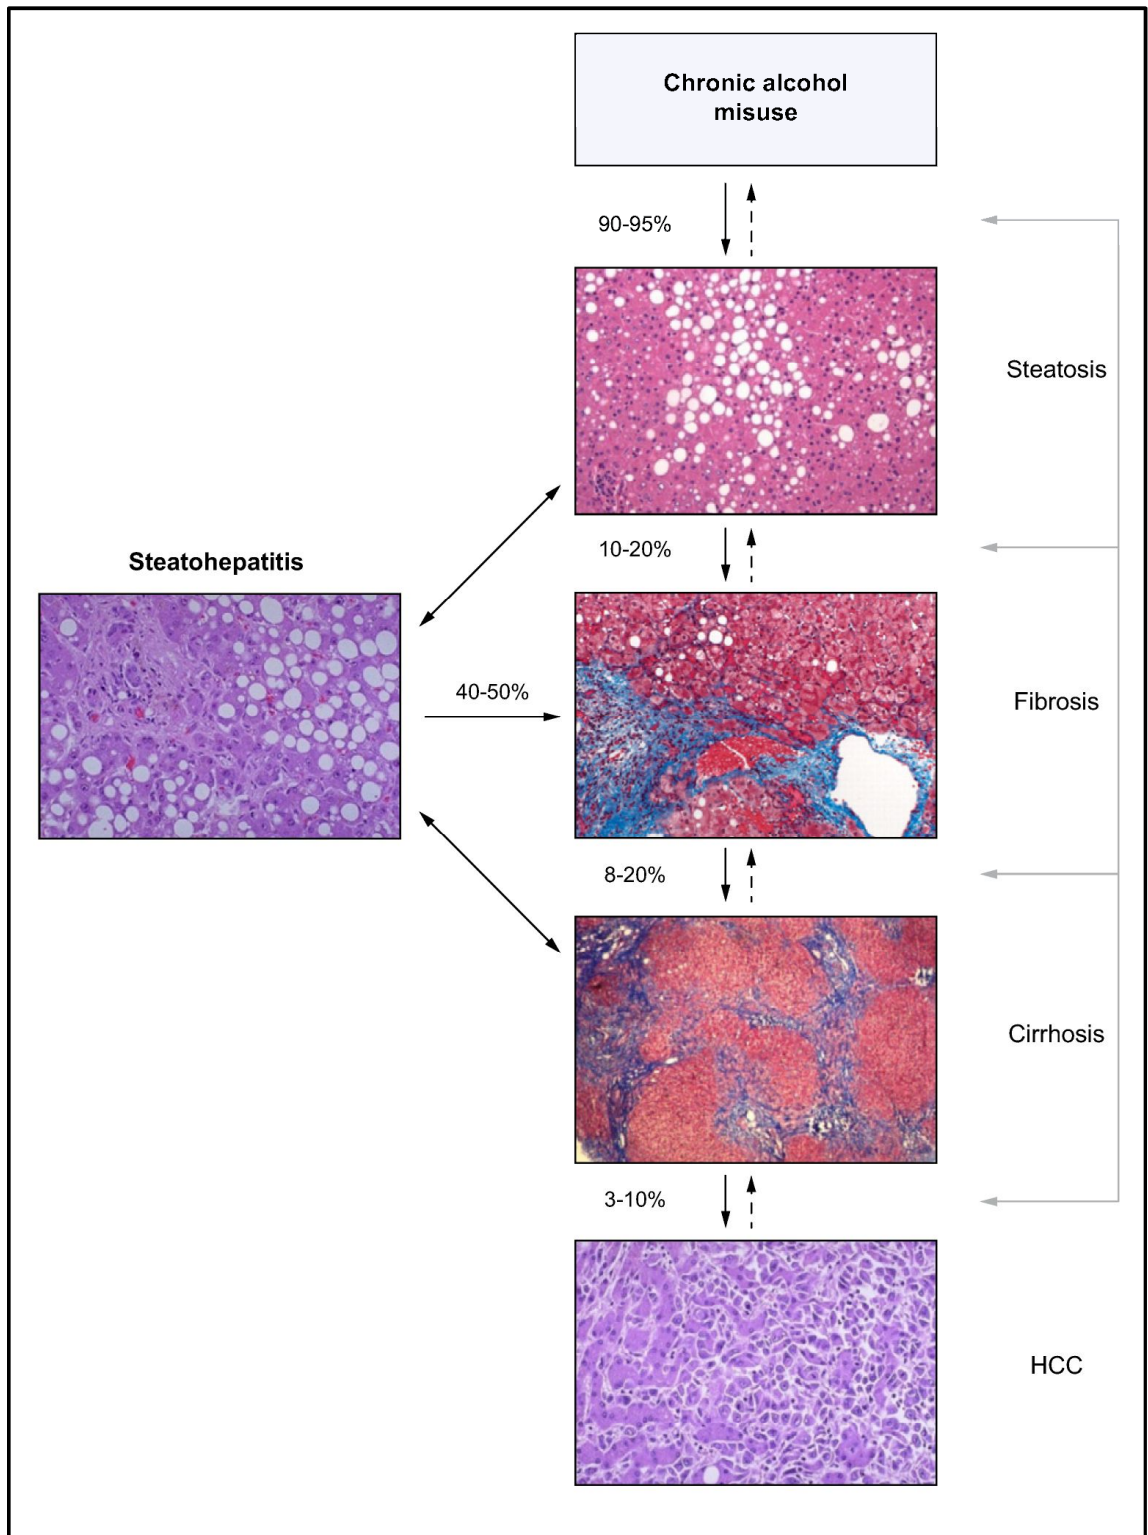 Chronic alcohol
misuse
90-95%
Steatosis
10-20%
Steatohepatitis
40-50%
Fibrosis
8-20%
Cirrhosis
3-10%
HCC